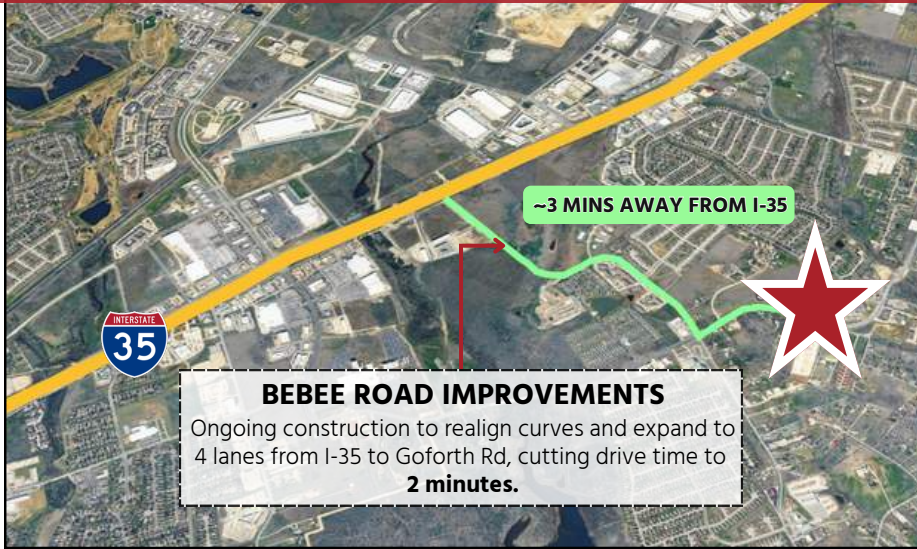 ~3 MINS AWAY FROM I-35
INTERSTATE
35
BEBEE ROAD IMPROVEMENTS
Ongoing construction to realign curves and expand to
4 lanes from I-35 to Goforth Rd, cutting drive time to
2 minutes.